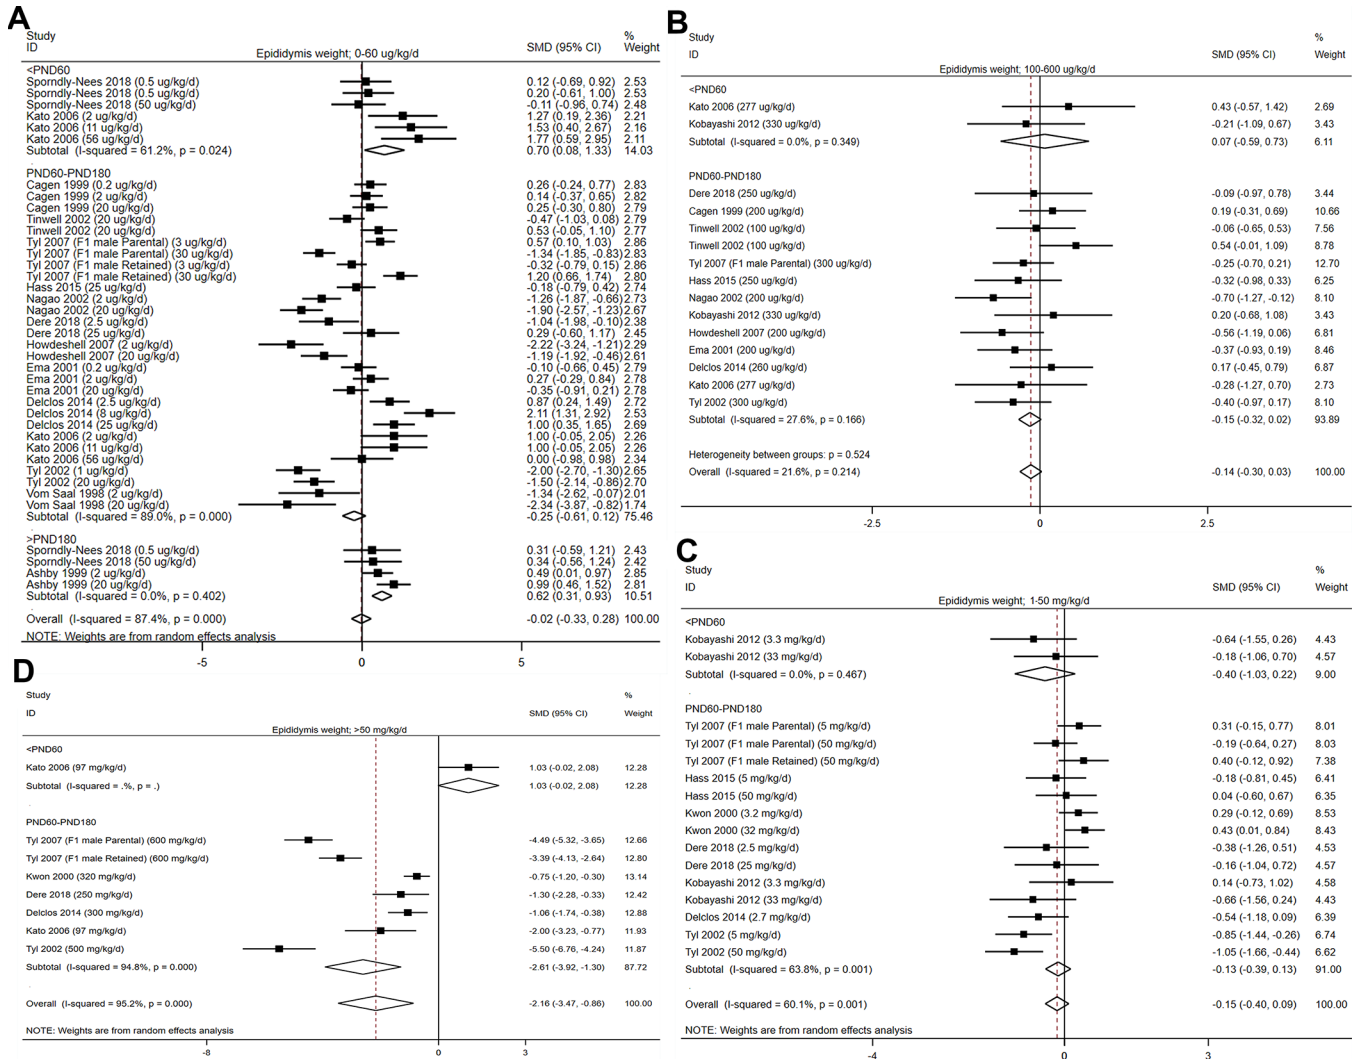 A
Study
%
ID
SMD (95% CI)
Weight
Epididymis weight; 0-60 ug/kg/d
<PND60
Sporndly-Nees 2018 (0.5 ug/kg/d) 0.12 (-0.69, 0.92) 2.53
Sporndly-Nees 2018 (0.5 ug/kg/d) 0.20 (-0.61, 1.00) 2.53
Sporndly-Nees 2018 (50 ug/kg/d) -0.11 (-0.96, 0.74) 2.48
Kato 2006 (2 ug/kg/d) 1.27 (0.19, 2.36) 2.21
Kato 2006 (11 ug/kg/d) 1.53 (0.40, 2.67) 2.16
Kato 2006 (56 ug/kg/d) 1.77 (0.59, 2.95) 2.11
Subtotal (I-squared = 61.2%, p = 0.024) 0.70 (0.08, 1.33) 14.03
PND60-PND180
Cagen 1999 (0.2 ug/kg/d) 0.26 (-0.24, 0.77) 2.83
Cagen 1999 (2 ug/kg/d) 0.14 (-0.37, 0.65) 2.82
Cagen 1999 (20 ug/kg/d) 0.25 (-0.30, 0.80) 2.79
Tinwell 2002 (20 ug/kg/d) -0.47 (-1.03, 0.08) 2.79
Tinwell 2002 (20 ug/kg/d) 0.53 (-0.05, 1.10) 2.77
Tyl 2007 (F1 male Parental) (3 ug/kg/d) 0.57 (0.10, 1.03) 2.86
Tyl 2007 (F1 male Parental) (30 ug/kg/d) -1.34 (-1.85, -0.83) 2.83
Tyl 2007 (F1 male Retained) (3 ug/kg/d) -0.32 (-0.79, 0.15) 2.86
Tyl 2007 (F1 male Retained) (30 ug/kg/d) 1.20 (0.66, 1.74) 2.80
Hass 2015 (25 ug/kg/d) -0.18 (-0.79, 0.42) 2.74
Nagao 2002 (2 ug/kg/d) -1.26 (-1.87, -0.66) 2.73
Nagao 2002 (20 ug/kg/d) -1.90 (-2.57, -1.23) 2.67
Dere 2018 (2.5 ug/kg/d) -1.04 (-1.98, -0.10) 2.38
Dere 2018 (25 ug/kg/d) 0.29 (-0.60, 1.17) 2.45
Howdeshell 2007 (2 ug/kg/d) -2.22 (-3.24, -1.21) 2.29
Howdeshell 2007 (20 ug/kg/d) -1.19 (-1.92, -0.46) 2.61
Ema 2001 (0.2 ug/kg/d) -0.10 (-0.66, 0.45) 2.79
Ema 2001 (2 ug/kg/d) 0.27 (-0.29, 0.84) 2.78
Ema 2001 (20 ug/kg/d) -0.35 (-0.91, 0.21) 2.78
Delclos 2014 (2.5 ug/kg/d) 0.87 (0.24, 1.49) 2.72
Delclos 2014 (8 ug/kg/d) 2.11 (1.31, 2.92) 2.53
Delclos 2014 (25 ug/kg/d) 1.00 (0.35, 1.65) 2.69
Kato 2006 (2 ug/kg/d) 1.00 (-0.05, 2.05) 2.26
Kato 2006 (11 ug/kg/d) 1.00 (-0.05, 2.05) 2.26
Kato 2006 (56 ug/kg/d) 0.00 (-0.98, 0.98) 2.34
Tyl 2002 (1 ug/kg/d) -2.00 (-2.70, -1.30) 2.65
Tyl 2002 (20 ug/kg/d) -1.50 (-2.14, -0.86) 2.70
Vom Saal 1998 (2 ug/kg/d) -1.34 (-2.62, -0.07) 2.01
Vom Saal 1998 (20 ug/kg/d) -2.34 (-3.87, -0.82) 1.74
Subtotal (I-squared = 89.0%, p = 0.000) -0.25 (-0.61, 0.12) 75.46
>PND180
Sporndly-Nees 2018 (0.5 ug/kg/d) 0.31 (-0.59, 1.21) 2.43
Sporndly-Nees 2018 (50 ug/kg/d) 0.34 (-0.56, 1.24) 2.42
Ashby 1999 (2 ug/kg/d) 0.49 (0.01, 0.97) 2.85
Ashby 1999 (20 ug/kg/d) 0.99 (0.46, 1.52) 2.81
Subtotal (I-squared = 0.0%, p = 0.402) 0.62 (0.31, 0.93) 10.51
Overall (I-squared = 87.4%, p = 0.000) -0.02 (-0.33, 0.28) 100.00
NOTE: Weights are from random effects analysis
-5 0 5
B
Study
%
ID
SMD (95% CI)
Weight
Epididymis weight; 100-600 ug/kg/d
<PND60
Kato 2006 (277 ug/kg/d) 0.43 (-0.57, 1.42) 2.69
Kobayashi 2012 (330 ug/kg/d) -0.21 (-1.09, 0.67) 3.43
Subtotal (I-squared = 0.0%, p = 0.349) 0.07 (-0.59, 0.73) 6.11
PND60-PND180
Dere 2018 (250 ug/kg/d) -0.09 (-0.97, 0.78) 3.44
Cagen 1999 (200 ug/kg/d) 0.19 (-0.31, 0.69) 10.66
Tinwell 2002 (100 ug/kg/d) -0.06 (-0.65, 0.53) 7.56
Tinwell 2002 (100 ug/kg/d) 0.54 (-0.01, 1.09) 8.78
Tyl 2007 (F1 male Parental) (300 ug/kg/d) -0.25 (-0.70, 0.21) 12.70
Hass 2015 (250 ug/kg/d) -0.32 (-0.98, 0.33) 6.25
Nagao 2002 (200 ug/kg/d) -0.70 (-1.27, -0.12) 8.10
Kobayashi 2012 (330 ug/kg/d) 0.20 (-0.68, 1.08) 3.43
Howdeshell 2007 (200 ug/kg/d) -0.56 (-1.19, 0.06) 6.81
Ema 2001 (200 ug/kg/d) -0.37 (-0.93, 0.19) 8.46
Delclos 2014 (260 ug/kg/d) 0.17 (-0.45, 0.79) 6.87
Kato 2006 (277 ug/kg/d) -0.28 (-1.27, 0.70) 2.73
Tyl 2002 (300 ug/kg/d) -0.40 (-0.97, 0.17) 8.10
Subtotal (I-squared = 27.6%, p = 0.166) -0.15 (-0.32, 0.02) 93.89
Heterogeneity between groups: p = 0.524
Overall (I-squared = 21.6%, p = 0.214) -0.14 (-0.30, 0.03) 100.00
-2.5 0 2.5
C
Study
%
ID
SMD (95% CI)
Weight
Epididymis weight; 1-50 mg/kg/d
<PND60
Kobayashi 2012 (3.3 mg/kg/d) -0.64 (-1.55, 0.26) 4.43
Kobayashi 2012 (33 mg/kg/d) -0.18 (-1.06, 0.70) 4.57
Subtotal (I-squared = 0.0%, p = 0.467) -0.40 (-1.03, 0.22) 9.00
PND60-PND180
Tyl 2007 (F1 male Parental) (5 mg/kg/d) 0.31 (-0.15, 0.77) 8.01
Tyl 2007 (F1 male Parental) (50 mg/kg/d) -0.19 (-0.64, 0.27) 8.03
Tyl 2007 (F1 male Retained) (50 mg/kg/d) 0.40 (-0.12, 0.92) 7.38
Hass 2015 (5 mg/kg/d) -0.18 (-0.81, 0.45) 6.41
Hass 2015 (50 mg/kg/d) 0.04 (-0.60, 0.67) 6.35
Kwon 2000 (3.2 mg/kg/d) 0.29 (-0.12, 0.69) 8.53
Kwon 2000 (32 mg/kg/d) 0.43 (0.01, 0.84) 8.43
Dere 2018 (2.5 mg/kg/d) -0.38 (-1.26, 0.51) 4.53
Dere 2018 (25 mg/kg/d) -0.16 (-1.04, 0.72) 4.57
Kobayashi 2012 (3.3 mg/kg/d) 0.14 (-0.73, 1.02) 4.58
Kobayashi 2012 (33 mg/kg/d) -0.66 (-1.56, 0.24) 4.43
Delclos 2014 (2.7 mg/kg/d) -0.54 (-1.18, 0.09) 6.39
Tyl 2002 (5 mg/kg/d) -0.85 (-1.44, -0.26) 6.74
Tyl 2002 (50 mg/kg/d) -1.05 (-1.66, -0.44) 6.62
Subtotal (I-squared = 63.8%, p = 0.001) -0.13 (-0.39, 0.13) 91.00
Overall (I-squared = 60.1%, p = 0.001) -0.15 (-0.40, 0.09) 100.00
NOTE: Weights are from random effects analysis
-4 0 4
D
Study
%
ID
SMD (95% CI)
Weight
Epididymis weight; >50 mg/kg/d
<PND60
Kato 2006 (97 mg/kg/d) 1.03 (-0.02, 2.08) 12.28
Subtotal (I-squared = .%, p = .) 1.03 (-0.02, 2.08) 12.28
PND60-PND180
Tyl 2007 (F1 male Parental) (600 mg/kg/d) -4.49 (-5.32, -3.65) 12.66
Tyl 2007 (F1 male Retained) (600 mg/kg/d) -3.39 (-4.13, -2.64) 12.80
Kwon 2000 (320 mg/kg/d) -0.75 (-1.20, -0.30) 13.14
Dere 2018 (250 mg/kg/d) -1.30 (-2.28, -0.33) 12.42
Delclos 2014 (300 mg/kg/d) -1.06 (-1.74, -0.38) 12.88
Kato 2006 (97 mg/kg/d) -2.00 (-3.23, -0.77) 11.93
Tyl 2002 (500 mg/kg/d) -5.50 (-6.76, -4.24) 11.87
Subtotal (I-squared = 94.8%, p = 0.000) -2.61 (-3.92, -1.30) 87.72
Overall (I-squared = 95.2%, p = 0.000) -2.16 (-3.47, -0.86) 100.00
NOTE: Weights are from random effects analysis
-8 0 3